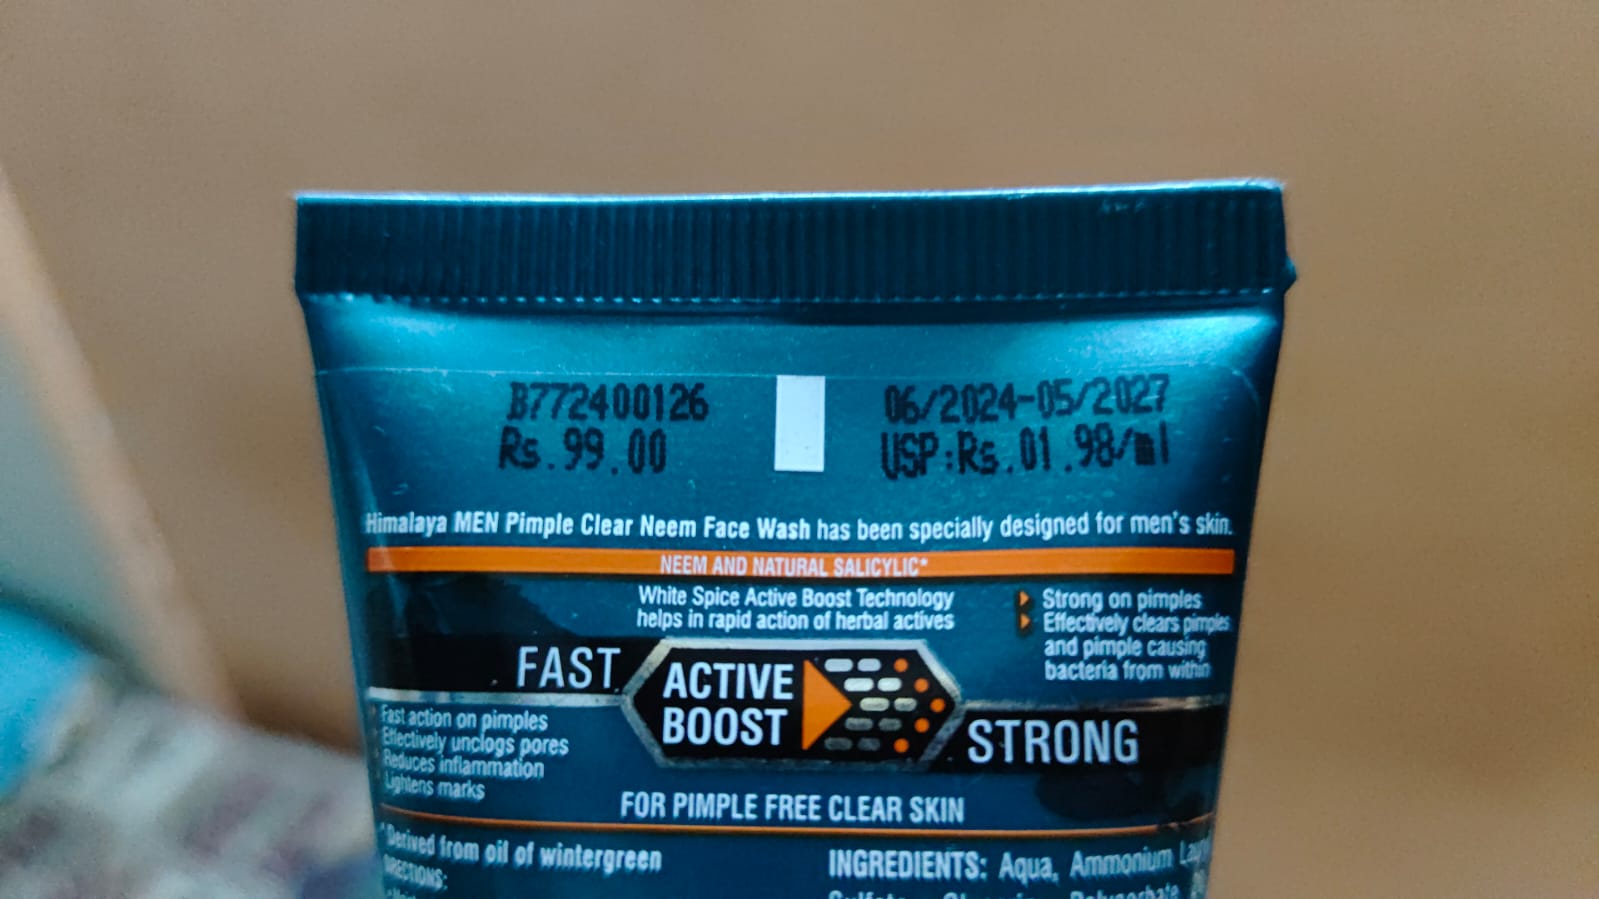 B772400126
Rs.99.00
06/2024-05/2027
USP:Rs.01.98/ml
Himalaya MEN Pimple Clear Neem Face Wash has been specially designed for men's skin.
NEEM AND NATURAL SALICYLIC*
White Spice Active Boost Technology
helps in rapid action of herbal actives
Strong on pimples
Effectively clears pimples
and pimple causing
bacteria from within
FAST
ACTIVE
BOOST
STRONG
Fast action on pimples
Effectively unclogs pores
Reduces inflammation
Lightens marks
FOR PIMPLE FREE CLEAR SKIN
*Derived from oil of wintergreen
DIRECTIONS:
INGREDIENTS: Aqua, Ammonium